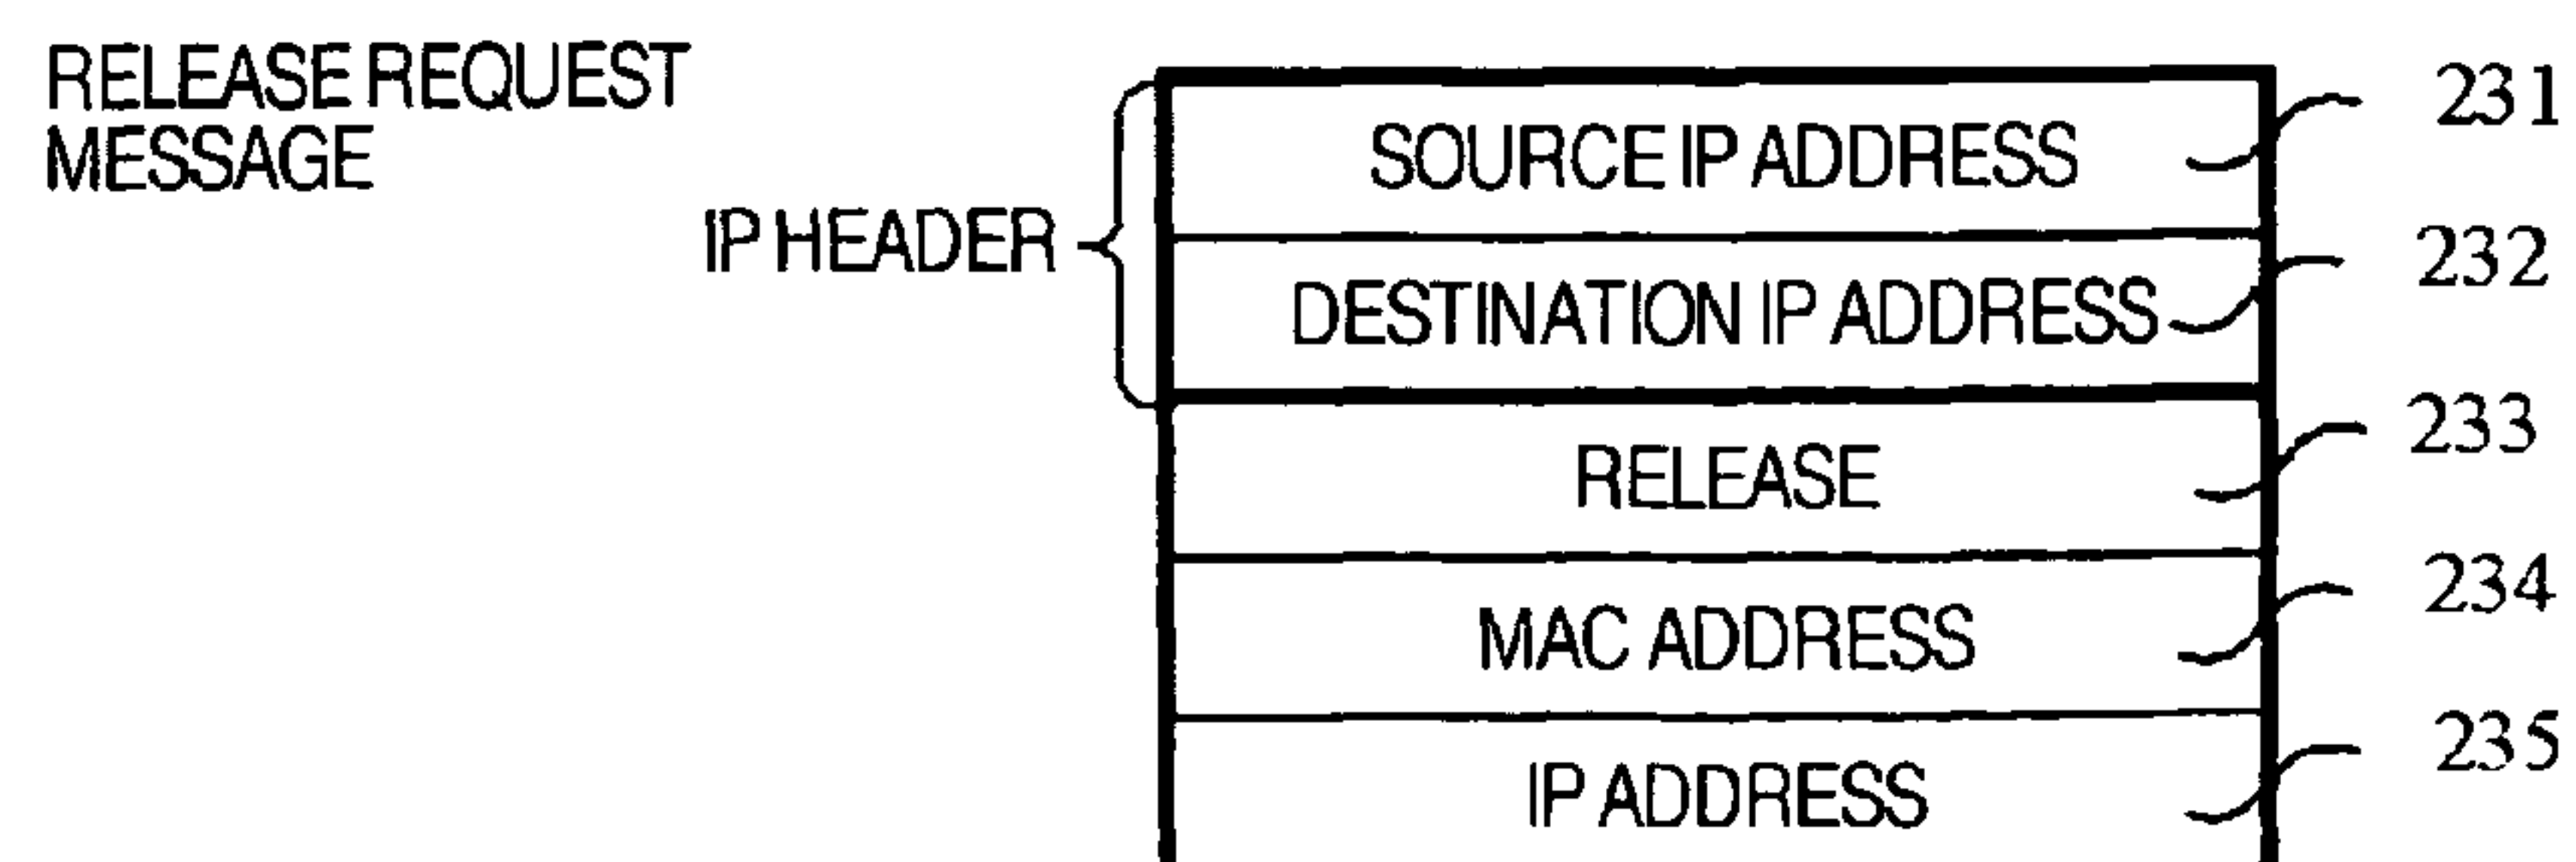 RELEASE REQUEST
MESSAGE
IP HEADER
SOURCE IP ADDRESS 231
DESTINATION IP ADDRESS 232
RELEASE 233
MAC ADDRESS 234
IP ADDRESS 235